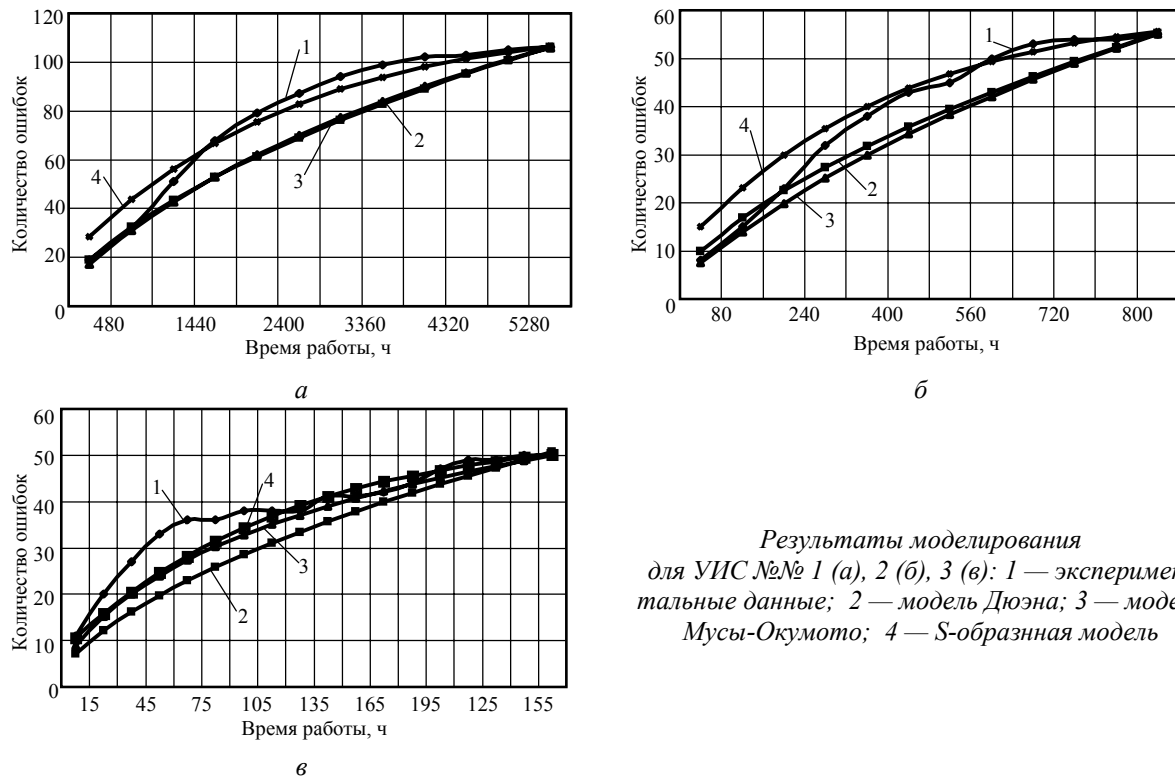 120
100
80
60
40
20
0
Количество ошибок
1
4
3
2
480 1440 2400 3360 4320 5280
Время работы, ч
а
60
50
40
30
20
10
0
Количество ошибок
1
4
2
3
80 240 400 560 720 800
Время работы, ч
б
60
50
40
30
20
10
0
Количество ошибок
1
4
3
2
15 45 75 105 135 165 195 125 155
Время работы, ч
в
Результаты моделирования
для УИС №№ 1 (а), 2 (б), 3 (в): 1 — эксперимен
тальные данные; 2 — модель Дюэна; 3 — моде
Мусы-Окумото; 4 — S-образнная модель